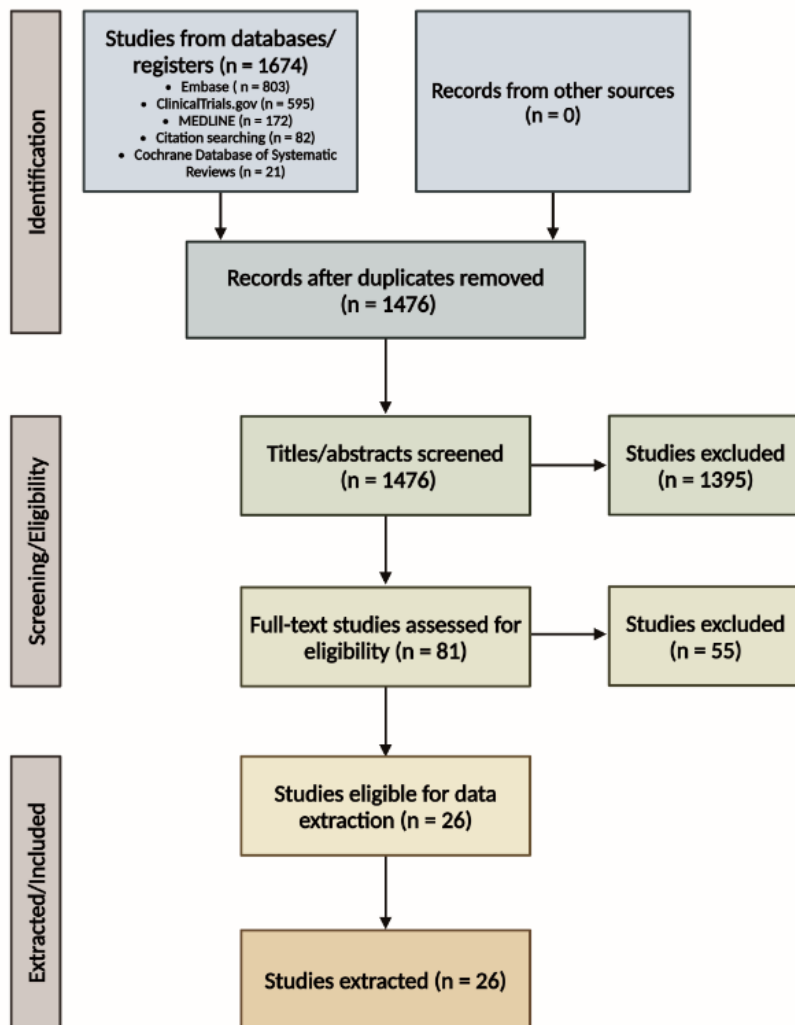 Identification
Studies from databases/
registers (n = 1674)
• Embase ( n = 803)
• ClinicalTrials.gov (n = 595)
• MEDLINE (n = 172)
• Citation searching (n = 82)
• Cochrane Database of Systematic
Reviews (n = 21)
Records from other sources
(n = 0)
Records after duplicates removed
(n = 1476)
Screening/Eligibility
Titles/abstracts screened
(n = 1476)
Studies excluded
(n = 1395)
Full-text studies assessed for
eligibility (n = 81)
Studies excluded
(n = 55)
Extracted/Included
Studies eligible for data
extraction (n = 26)
Studies extracted (n = 26)